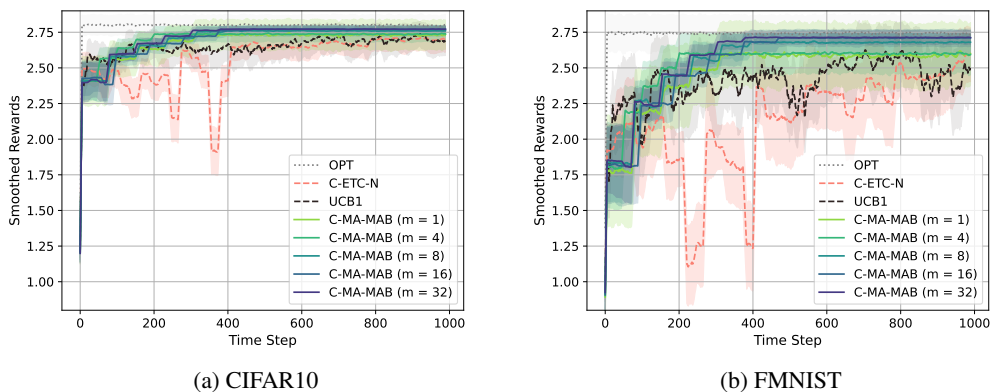 2.75
2.50
2.25
2.00
1.75
1.50
1.25
1.00
Smoothed Rewards
0 200 400 600 800 1000
Time Step
OPT
C-ETC-N
UCB1
C-MA-MAB (m = 1)
C-MA-MAB (m = 4)
C-MA-MAB (m = 8)
C-MA-MAB (m = 16)
C-MA-MAB (m = 32)
(a) CIFAR10
2.75
2.50
2.25
2.00
1.75
1.50
1.25
1.00
Smoothed Rewards
0 200 400 600 800 1000
Time Step
OPT
C-ETC-N
UCB1
C-MA-MAB (m = 1)
C-MA-MAB (m = 4)
C-MA-MAB (m = 8)
C-MA-MAB (m = 16)
C-MA-MAB (m = 32)
(b) FMNIST